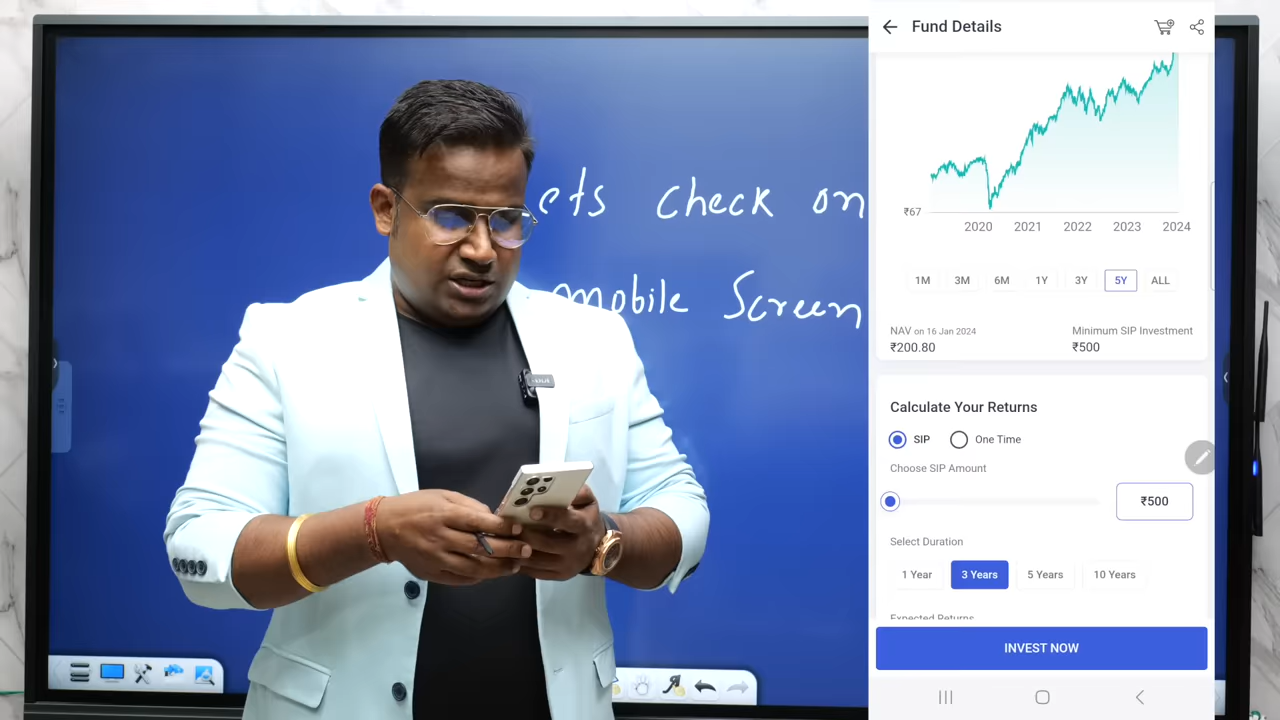 ets check on
mobile Screen
Fund Details
₹67
2020 2021 2022 2023 2024
1M 3M 6M 1Y 3Y 5Y ALL
NAV on 16 Jan 2024
₹200.80
Minimum SIP Investment
₹500
Calculate Your Returns
SIP One Time
Choose SIP Amount
₹500
Select Duration
1 Year 3 Years 5 Years 10 Years
Expected Returns
INVEST NOW